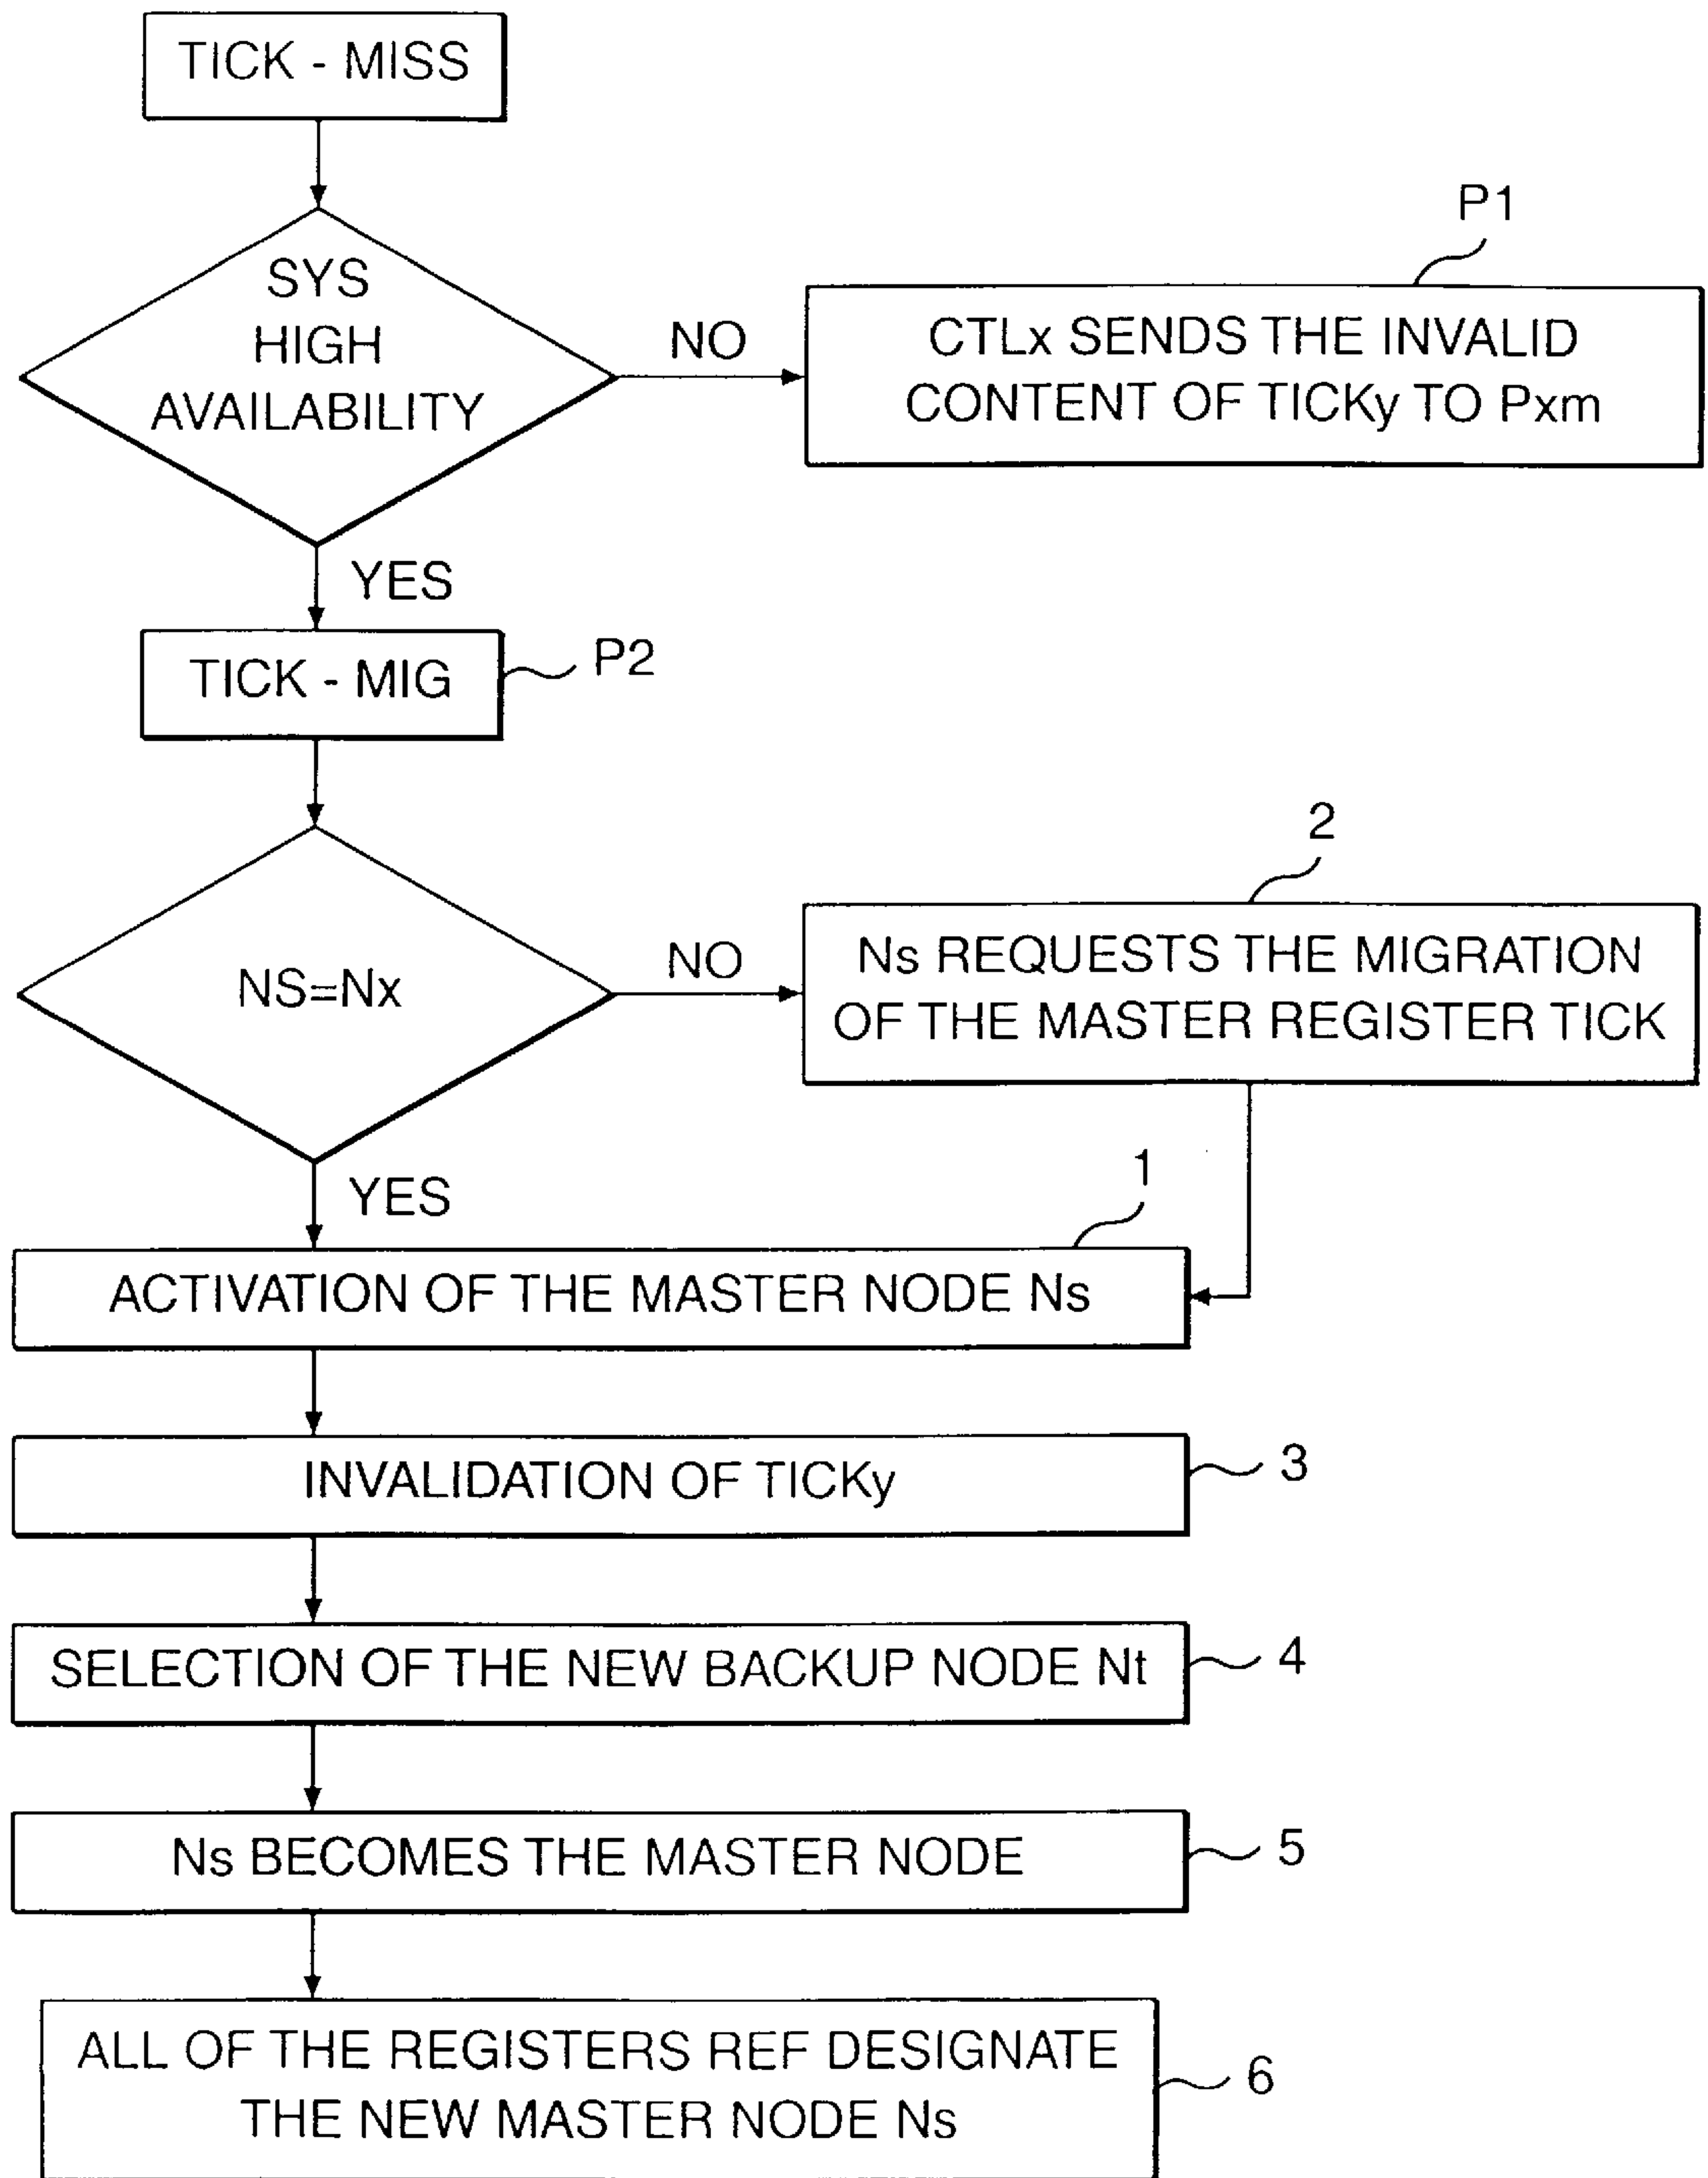 TICK - MISS
SYS
HIGH
AVAILABILITY
NO
P1
CTLx SENDS THE INVALID
CONTENT OF TICKy TO Pxm
YES
TICK - MIG
P2
NS=Nx
NO
2
Ns REQUESTS THE MIGRATION
OF THE MASTER REGISTER TICK
YES
1
ACTIVATION OF THE MASTER NODE Ns
INVALIDATION OF TICKy
3
SELECTION OF THE NEW BACKUP NODE Nt
4
Ns BECOMES THE MASTER NODE
5
ALL OF THE REGISTERS REF DESIGNATE
THE NEW MASTER NODE Ns
6